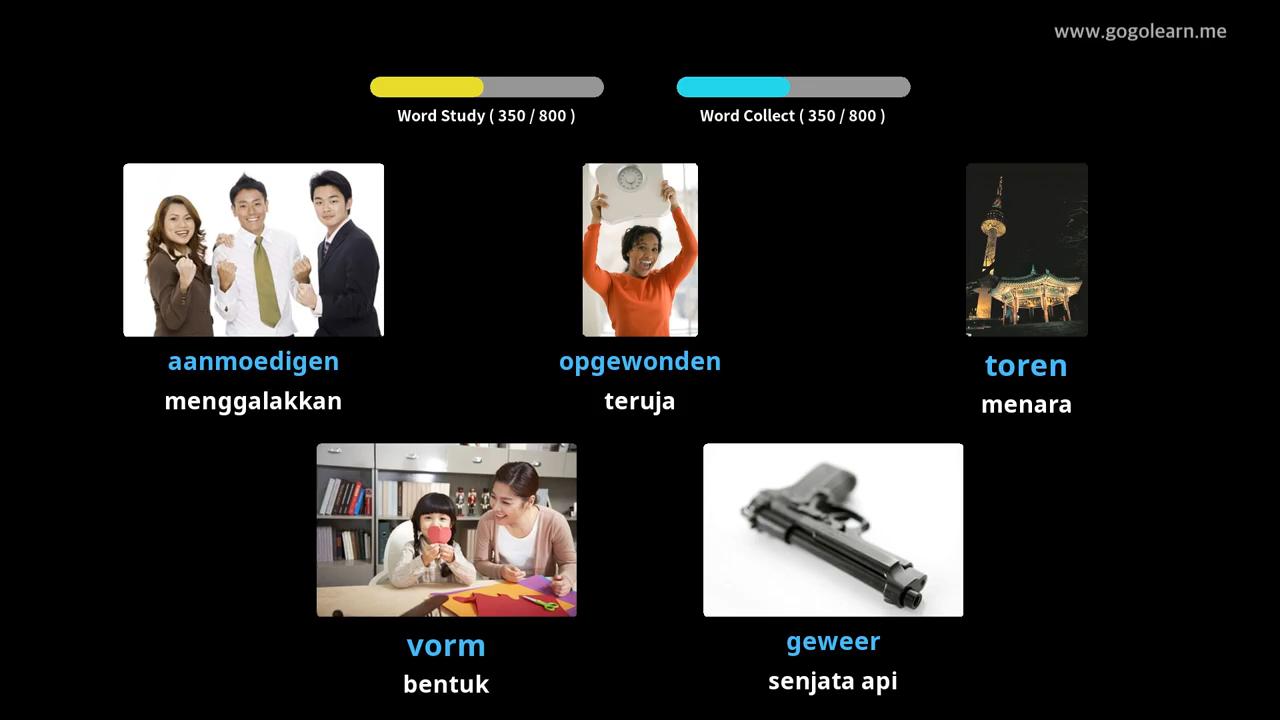 www.gogolearn.me
Word Study ( 350 / 800 )
Word Collect ( 350 / 800 )
aanmoedigen
menggalakkan
opgewonden
teruja
toren
menara
vorm
bentuk
geweer
senjata api